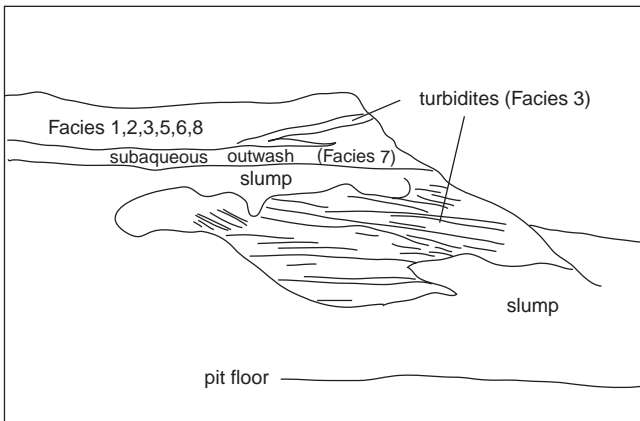 turbidites (Facies 3)
Facies 1,2,3,5,6,8
subaqueous outwash (Facies 7)
slump
slump
pit floor